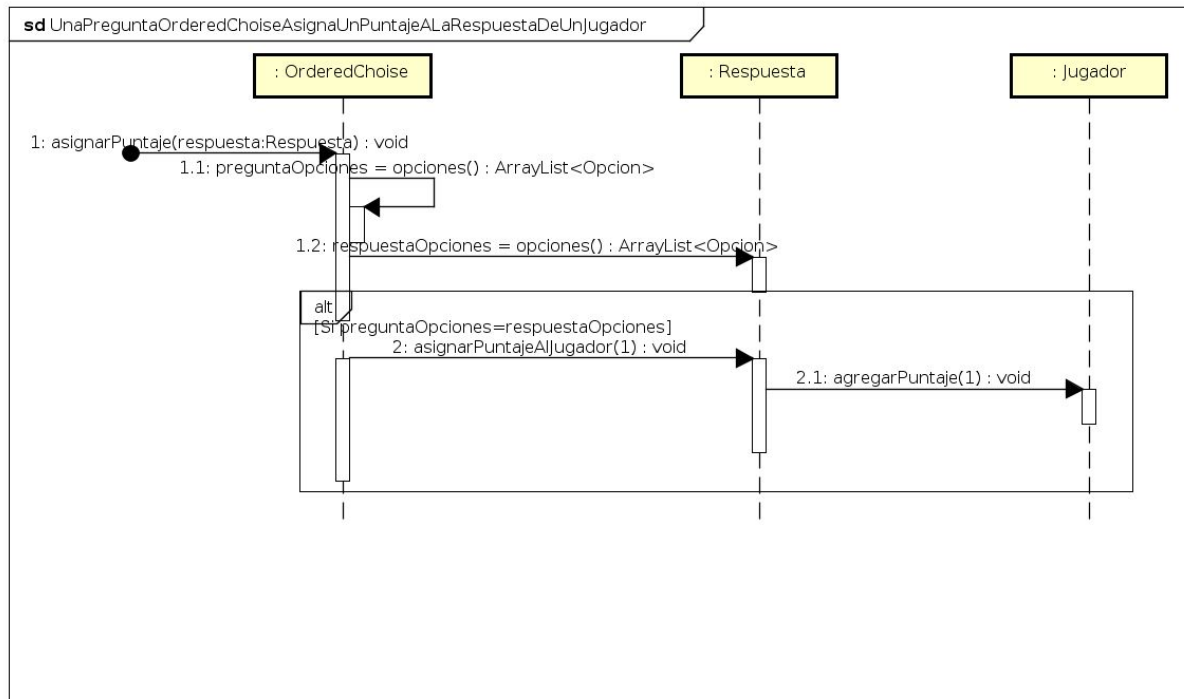 sd UnaPreguntaOrderedChoiseAsignaUnPuntajeALaRespuestaDeUnJugador
: OrderedChoise
: Respuesta
: Jugador
1: asignarPuntaje(respuesta:Respuesta) : void
1.1: preguntaOpciones = opciones() : ArrayList<Opcion>
1.2: respuestaOpciones = opciones() : ArrayList<Opcion>
alt
[Si preguntaOpciones=respuestaOpciones]
2: asignarPuntajeAlJugador(1) : void
2.1: agregarPuntaje(1) : void